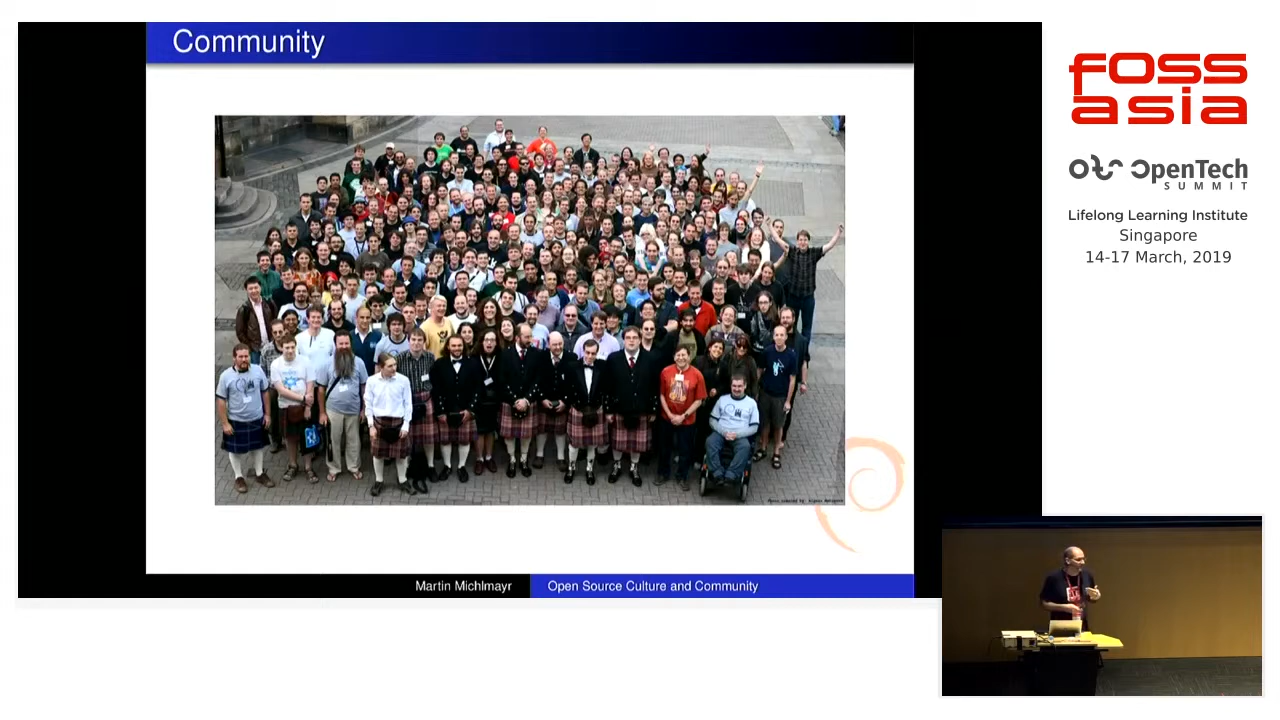 Community
Martin Michlmayr
Open Source Culture and Community
fOSS
asia
OpenTech
SUMMIT
Lifelong Learning Institute
Singapore
14-17 March, 2019